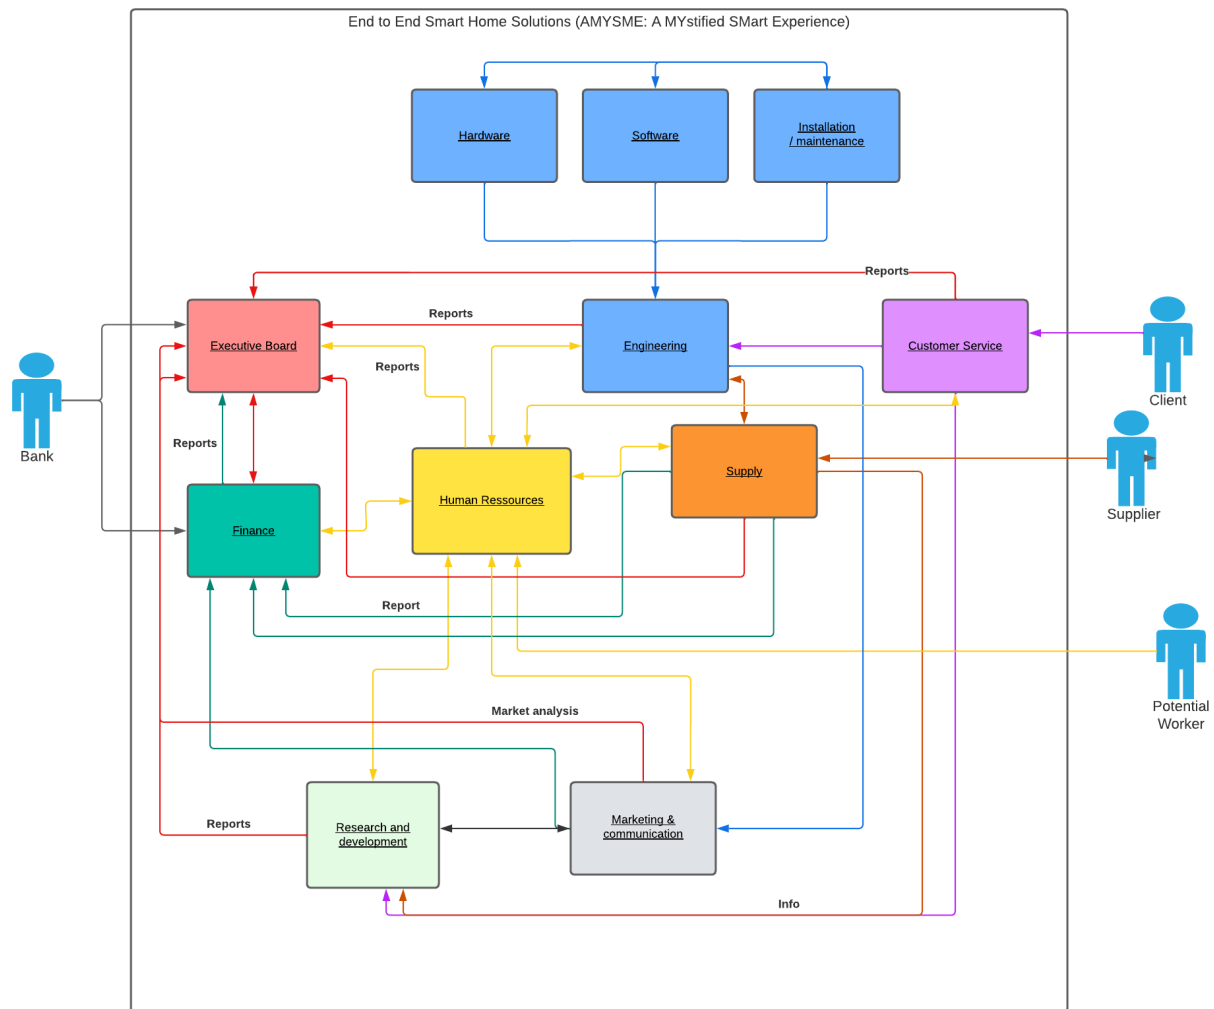 End to End Smart Home Solutions (AMYSME: A MYstified SMart Experience)
Hardware
Software
Installation
/ maintenance
Reports
Reports
Executive Board
Engineering
Customer Service
Reports
Client
Bank
Reports
Supply
Human Ressources
Supplier
Finance
Report
Potential
Worker
Market analysis
Reports
Research and
development
Marketing &
communication
Info